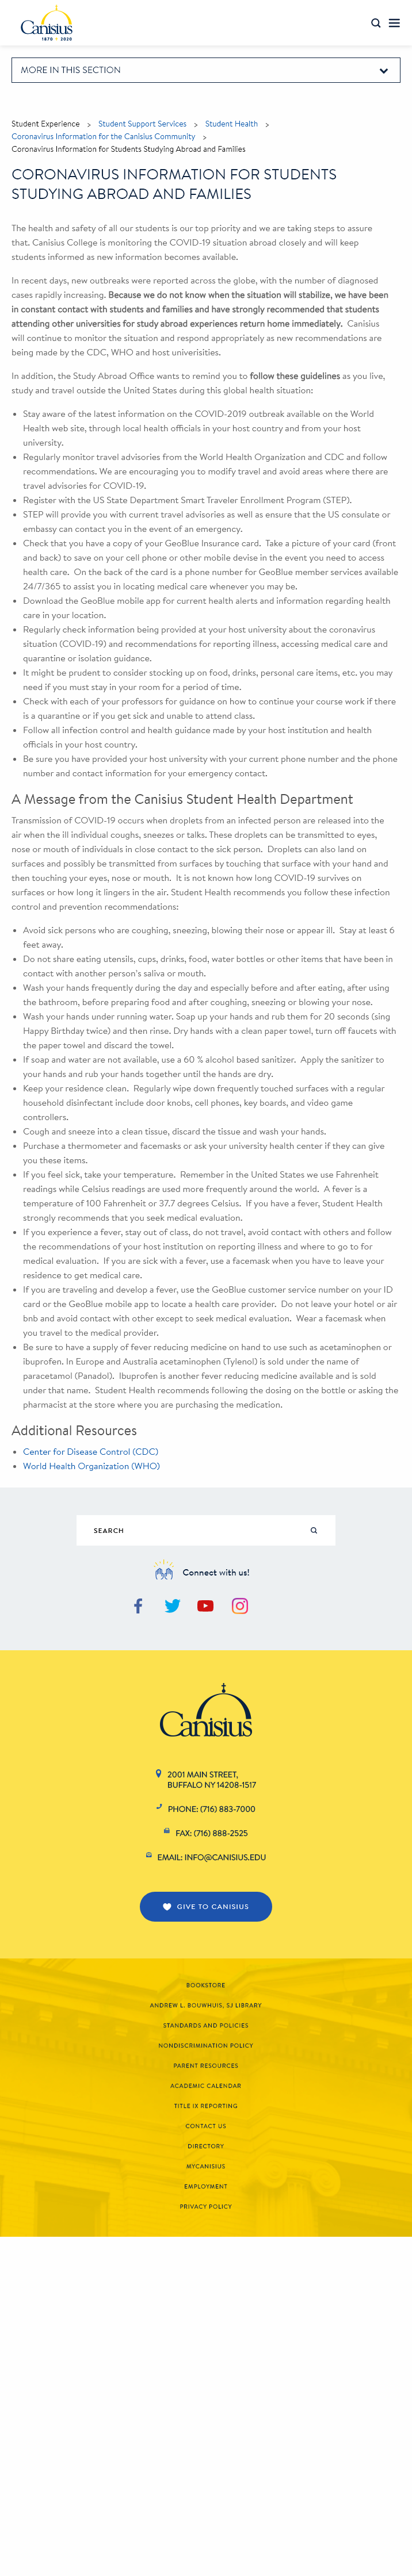 Canisius
1870 † 2020
MORE IN THIS SECTION
Student Experience > Student Support Services > Student Health >
Coronavirus Information for the Canisius Community >
Coronavirus Information for Students Studying Abroad and Families
CORONAVIRUS INFORMATION FOR STUDENTS
STUDYING ABROAD AND FAMILIES
The health and safety of all our students is our top priority and we are taking steps to assure
that. Canisius College is monitoring the COVID-19 situation abroad closely and will keep
students informed as new information becomes available.
In recent days, new outbreaks were reported across the globe, with the number of diagnosed
cases rapidly increasing. Because we do not know when the situation will stabilize, we have been
in constant contact with students and families and have strongly recommended that students
attending other universities for study abroad experiences return home immediately. Canisius
will continue to monitor the situation and respond appropriately as new recommendations are
being made by the CDC, WHO and host univerisities.
In addition, the Study Abroad Office wants to remind you to follow these guidelines as you live,
study and travel outside the United States during this global health situation:
• Stay aware of the latest information on the COVID-2019 outbreak available on the World
Health web site, through local health officials in your host country and from your host
university.
• Regularly monitor travel advisories from the World Health Organization and CDC and follow
recommendations. We are encouraging you to modify travel and avoid areas where there are
travel advisories for COVID-19.
• Register with the US State Department Smart Traveler Enrollment Program (STEP).
• STEP will provide you with current travel advisories as well as ensure that the US consulate or
embassy can contact you in the event of an emergency.
• Check that you have a copy of your GeoBlue Insurance card. Take a picture of your card (front
and back) to save on your cell phone or other mobile devise in the event you need to access
health care. On the back of the card is a phone number for GeoBlue member services available
24/7/365 to assist you in locating medical care whenever you may be.
• Download the GeoBlue mobile app for current health alerts and information regarding health
care in your location.
• Regularly check information being provided at your host university about the coronavirus
situation (COVID-19) and recommendations for reporting illness, accessing medical care and
quarantine or isolation guidance.
• It might be prudent to consider stocking up on food, drinks, personal care items, etc. you may
need if you must stay in your room for a period of time.
• Check with each of your professors for guidance on how to continue your course work if there
is a quarantine or if you get sick and are unable to attend class.
• Follow all infection control and health guidance made by your host institution and health
officials in your host country.
• Be sure you have provided your host university with your current phone number and the phone
number and contact information for your emergency contact.
A Message from the Canisius Student Health Department
Transmission of COVID-19 occurs when droplets from an infected person are released into the
air when the ill individual coughs, sneezes or talks. These droplets can be transmitted to eyes,
nose or mouth of individuals in close contact to the sick person. Droplets can also land on
surfaces and possibly be transmitted from surfaces by touching that surface with your hand and
then touching your eyes, nose or mouth. It is not known how long COVID-19 survives on
surfaces or how long it lingers in the air. Student Health recommends you follow these infection
control and prevention recommendations:
• Avoid sick persons who are coughing, sneezing, blowing their nose or appear ill. Stay at least 6
feet away.
• Do not share eating utensils, cups, drinks, food, water bottles or other items that have been in
contact with another person's saliva or mouth.
• Wash your hands frequently during the day and especially before and after eating, after using
the bathroom, before preparing food and after coughing, sneezing or blowing your nose.
• Wash your hands under running water. Soap up your hands and rub them for 20 seconds (sing
Happy Birthday twice) and then rinse. Dry hands with a clean paper towel, turn off faucets with
the paper towel and discard the towel.
• If soap and water are not available, use a 60 % alcohol based sanitizer. Apply the sanitizer to
your hands and rub your hands together until the hands are dry.
• Keep your residence clean. Regularly wipe down frequently touched surfaces with a regular
household disinfectant include door knobs, cell phones, key boards, and video game
controllers.
• Cough and sneeze into a clean tissue, discard the tissue and wash your hands.
• Purchase a thermometer and facemasks or ask your university health center if they can give
you these items.
• If you feel sick, take your temperature. Remember in the United States we use Fahrenheit
readings while Celsius readings are used more frequently around the world. A fever is a
temperature of 100 Fahrenheit or 37.7 degrees Celsius. If you have a fever, Student Health
strongly recommends that you seek medical evaluation.
• If you experience a fever, stay out of class, do not travel, avoid contact with others and follow
the recommendations of your host institution on reporting illness and where to go to for
medical evaluation. If you are sick with a fever, use a facemask when you have to leave your
residence to get medical care.
• If you are traveling and develop a fever, use the GeoBlue customer service number on your ID
card or the GeoBlue mobile app to locate a health care provider. Do not leave your hotel or air
bnb and avoid contact with other except to seek medical evaluation. Wear a facemask when
you travel to the medical provider.
• Be sure to have a supply of fever reducing medicine on hand to use such as acetaminophen or
ibuprofen. In Europe and Australia acetaminophen (Tylenol) is sold under the name of
paracetamol (Panadol). Ibuprofen is another fever reducing medicine available and is sold
under that name. Student Health recommends following the dosing on the bottle or asking the
pharmacist at the store where you are purchasing the medication.
Additional Resources
• Center for Disease Control (CDC)
• World Health Organization (WHO)
SEARCH
Connect with us!
Canisius
2001 MAIN STREET,
BUFFALO NY 14208-1517
PHONE: (716) 883-7000
FAX: (716) 888-2525
EMAIL: INFO@CANISIUS.EDU
GIVE TO CANISIUS
BOOKSTORE
ANDREW L. BOUWHUIS, SJ LIBRARY
STANDARDS AND POLICIES
NONDISCRIMINATION POLICY
PARENT RESOURCES
ACADEMIC CALENDAR
TITLE IX REPORTING
CONTACT US
DIRECTORY
MYCANISIUS
EMPLOYMENT
PRIVACY POLICY